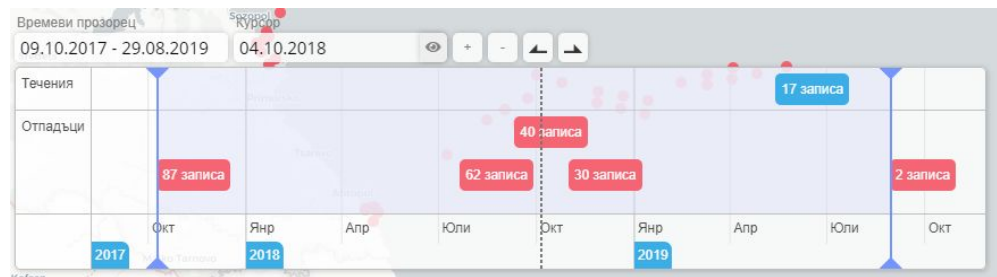 Sozopol
Времеви прозорец
Курсор
09.10.2017 - 29.08.2019
04.10.2018
+
-
Течения
17 записа
Отпадъци
40 записа
87 записа
62 записа
30 записа
2 записа
Окт
Янр
Апр
Юли
Окт
Янр
Апр
Юли
Окт
2017
2018
2019